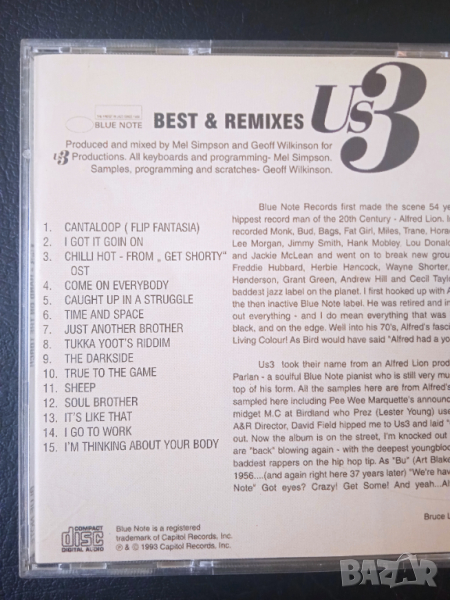 THE FINEST IN JAZZ SINCE 1939
BLUE NOTE
BEST & REMIXES
Us3
Produced and mixed by Mel Simpson and Geoff Wilkinson for
us3 Productions. All keyboards and programming- Mel Simpson.
Samples, programming and scratches- Geoff Wilkinson.
1. CANTALOOP ( FLIP FANTASIA)
2. I GOT IT GOIN ON
3. CHILLI HOT - FROM „ GET SHORTY"
OST
4. COME ON EVERYBODY
5. CAUGHT UP IN A STRUGGLE
6. TIME AND SPACE
7. JUST ANOTHER BROTHER
8. TUKKA YOOT'S RIDDIM
9. THE DARKSIDE
10. TRUE TO THE GAME
11. SHEEP
12. SOUL BROTHER
13. IT'S LIKE THAT
14. I GO TO WORK
15. I'M THINKING ABOUT YOUR BODY
Blue Note Records first made the scene 54 ye
hippest record man of the 20th Century - Alfred Lion. I
recorded Monk, Bud, Bags, Fat Girl, Miles, Trane, Hora
Lee Morgan, Jimmy Smith, Hank Mobley, Lou Donald
and Jackie McLean and went on to break new grou
Freddie Hubbard, Herbie Hancock, Wayne Shorter,
Henderson, Grant Green, Andrew Hill and Cecil Taylo
baddest jazz label on the planet. I first hooked up with A
the then inactive Blue Note label. He was retired and in
out everything - and I do mean everything that was
black, and on the edge. Well into his 70's, Alfred's fasci
Living Colour! As Bird would have said "Alfred had a yo
Us3 took their name from an Alfred Lion prod
Parlan - a soulful Blue Note pianist who is still very mu
top of his form. All the samples here are from Alfred's
sampled here including Pee Wee Marquette's announc
midget M.C at Birdland who Prez (Lester Young) use
A&R Director, David Field hipped me to Us3 and laid "
out. Now the album is on the street, I'm knocked out
are "back" blowing again - with the deepest youngbloo
baddest rappers on the hip hop tip. As "Bu" (Art Blake
1956....(and again right here 37 years later) "We're hav
Note" Got eyes? Crazy! Get Some! And yeah...Al
Bruce L
COMPACT
disc
DIGITAL AUDIO
Blue Note is a registered
trademark of Capitol Records, Inc.
℗ & © 1993 Capitol Records, Inc.
BAZAR